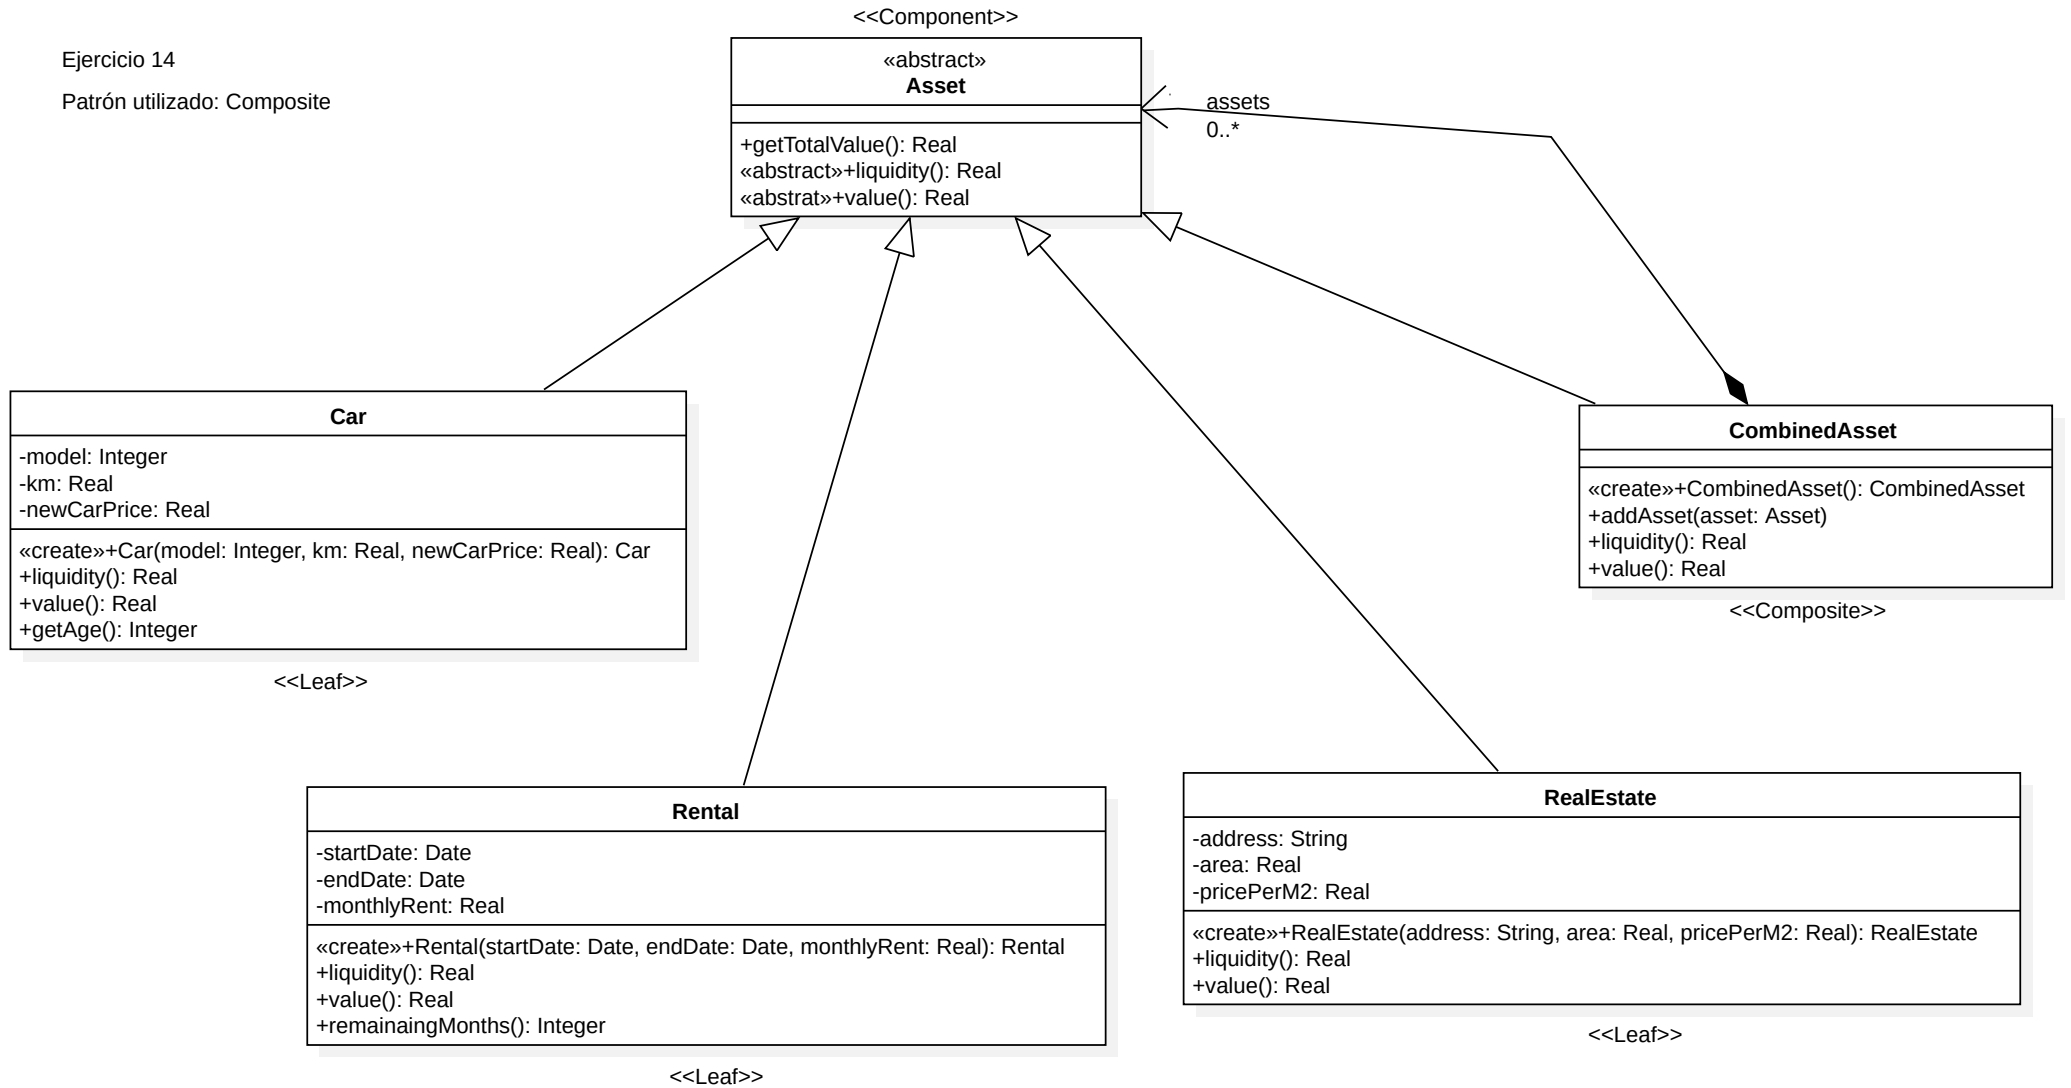 <<Component>>
Ejercicio 14
Patrón utilizado: Composite
«abstract»
Asset
+getTotalValue(): Real
«abstract»+liquidity(): Real
«abstrat»+value(): Real
assets
0..*
Car
-model: Integer
-km: Real
-newCarPrice: Real
«create»+Car(model: Integer, km: Real, newCarPrice: Real): Car
+liquidity(): Real
+value(): Real
+getAge(): Integer
<<Leaf>>
CombinedAsset
«create»+CombinedAsset(): CombinedAsset
+addAsset(asset: Asset)
+liquidity(): Real
+value(): Real
<<Composite>>
Rental
-startDate: Date
-endDate: Date
-monthlyRent: Real
«create»+Rental(startDate: Date, endDate: Date, monthlyRent: Real): Rental
+liquidity(): Real
+value(): Real
+remainaingMonths(): Integer
<<Leaf>>
RealEstate
-address: String
-area: Real
-pricePerM2: Real
«create»+RealEstate(address: String, area: Real, pricePerM2: Real): RealEstate
+liquidity(): Real
+value(): Real
<<Leaf>>